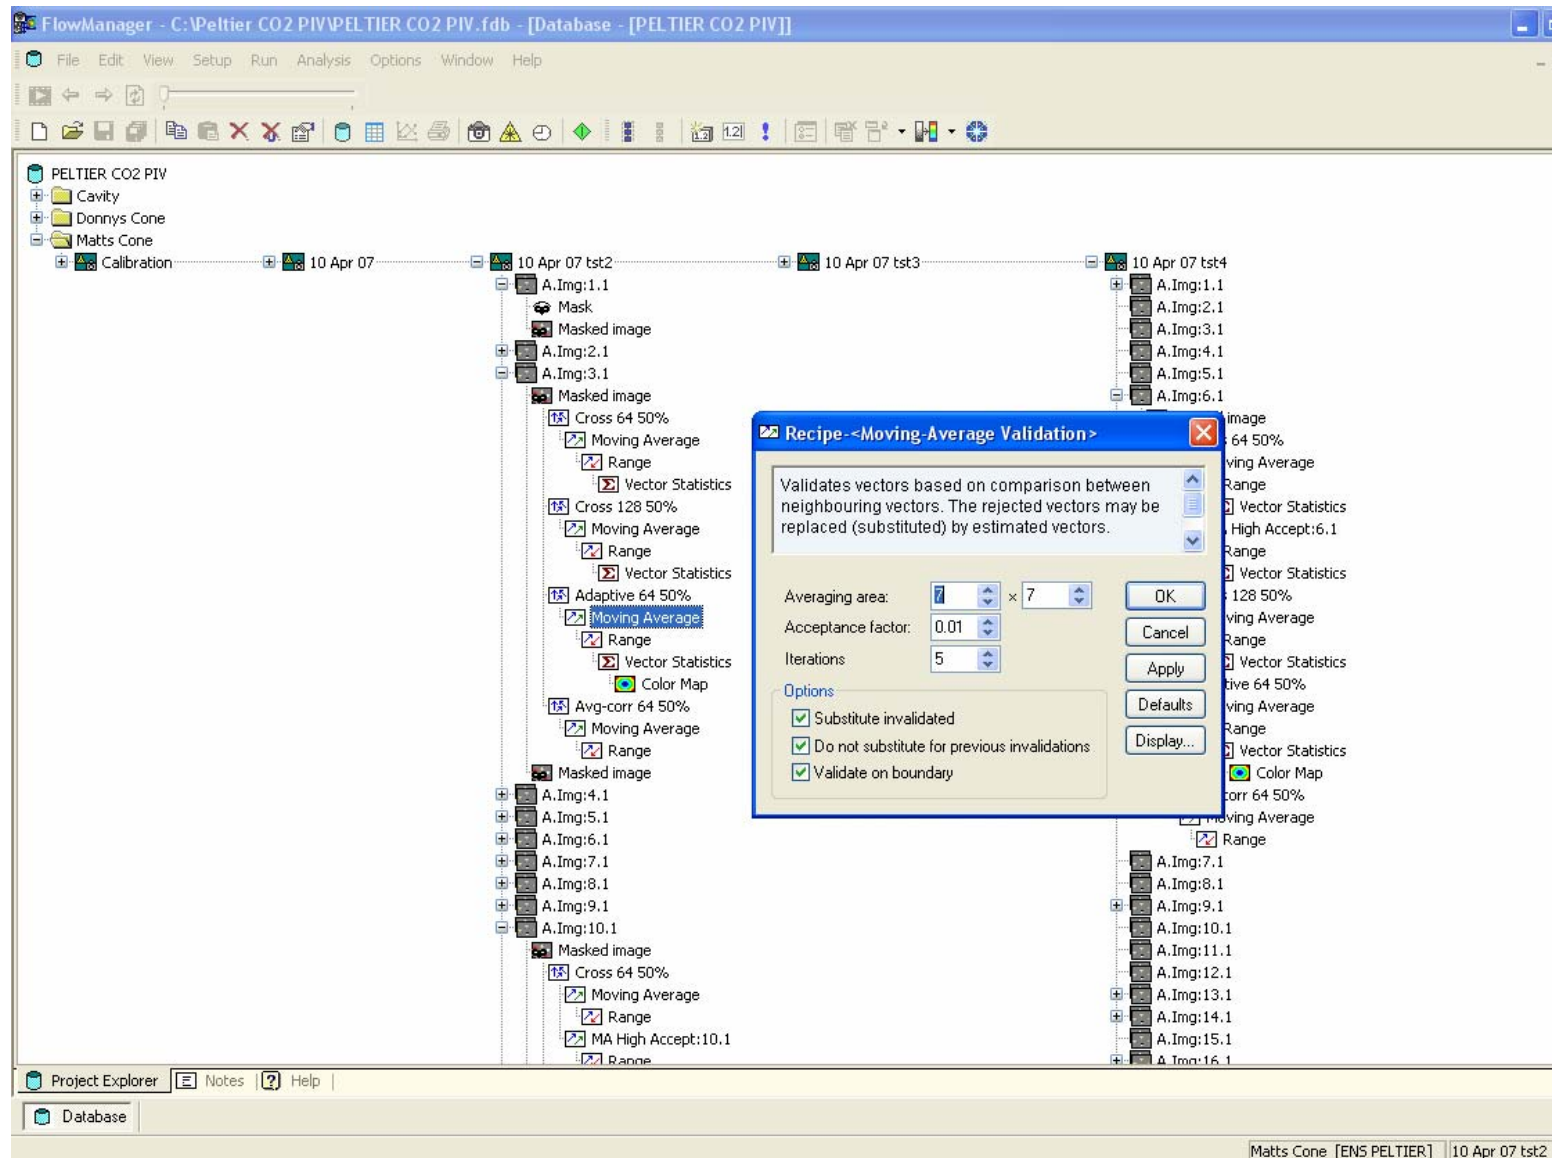 FlowManager - C:\Peltier CO2 PIV\PELTIER CO2 PIV.fdb - [Database - [PELTIER CO2 PIV]]
File Edit View Setup Run Analysis Options Window Help
PELTIER CO2 PIV
Cavity
Donnys Cone
Matts Cone
Calibration
10 Apr 07
10 Apr 07 tst2
A.Img:1.1
Mask
Masked image
A.Img:2.1
A.Img:3.1
Masked image
Cross 64 50%
Moving Average
Range
Vector Statistics
Cross 128 50%
Moving Average
Range
Vector Statistics
Adaptive 64 50%
Moving Average
Range
Vector Statistics
Color Map
Avg-corr 64 50%
Moving Average
Range
Masked image
A.Img:4.1
A.Img:5.1
A.Img:6.1
A.Img:7.1
A.Img:8.1
A.Img:9.1
A.Img:10.1
Masked image
Cross 64 50%
Moving Average
Range
MA High Accept:10.1
Range
10 Apr 07 tst3
10 Apr 07 tst4
A.Img:1.1
A.Img:2.1
A.Img:3.1
A.Img:4.1
A.Img:5.1
A.Img:6.1
image
64 50%
ving Average
Range
Vector Statistics
High Accept:6.1
Range
Vector Statistics
128 50%
ving Average
Range
Vector Statistics
tive 64 50%
ving Average
Range
Vector Statistics
Color Map
corr 64 50%
Moving Average
Range
A.Img:7.1
A.Img:8.1
A.Img:9.1
A.Img:10.1
A.Img:11.1
A.Img:12.1
A.Img:13.1
A.Img:14.1
A.Img:15.1
A.Img:16.1
Recipe-<Moving-Average Validation>
Validates vectors based on comparison between
neighbouring vectors. The rejected vectors may be
replaced (substituted) by estimated vectors.
Averaging area: 7 × 7
Acceptance factor: 0.01
Iterations 5
Options
Substitute invalidated
Do not substitute for previous invalidations
Validate on boundary
OK
Cancel
Apply
Defaults
Display...
Project Explorer Notes Help
Database
Matts Cone [ENS PELTIER] 10 Apr 07 tst2